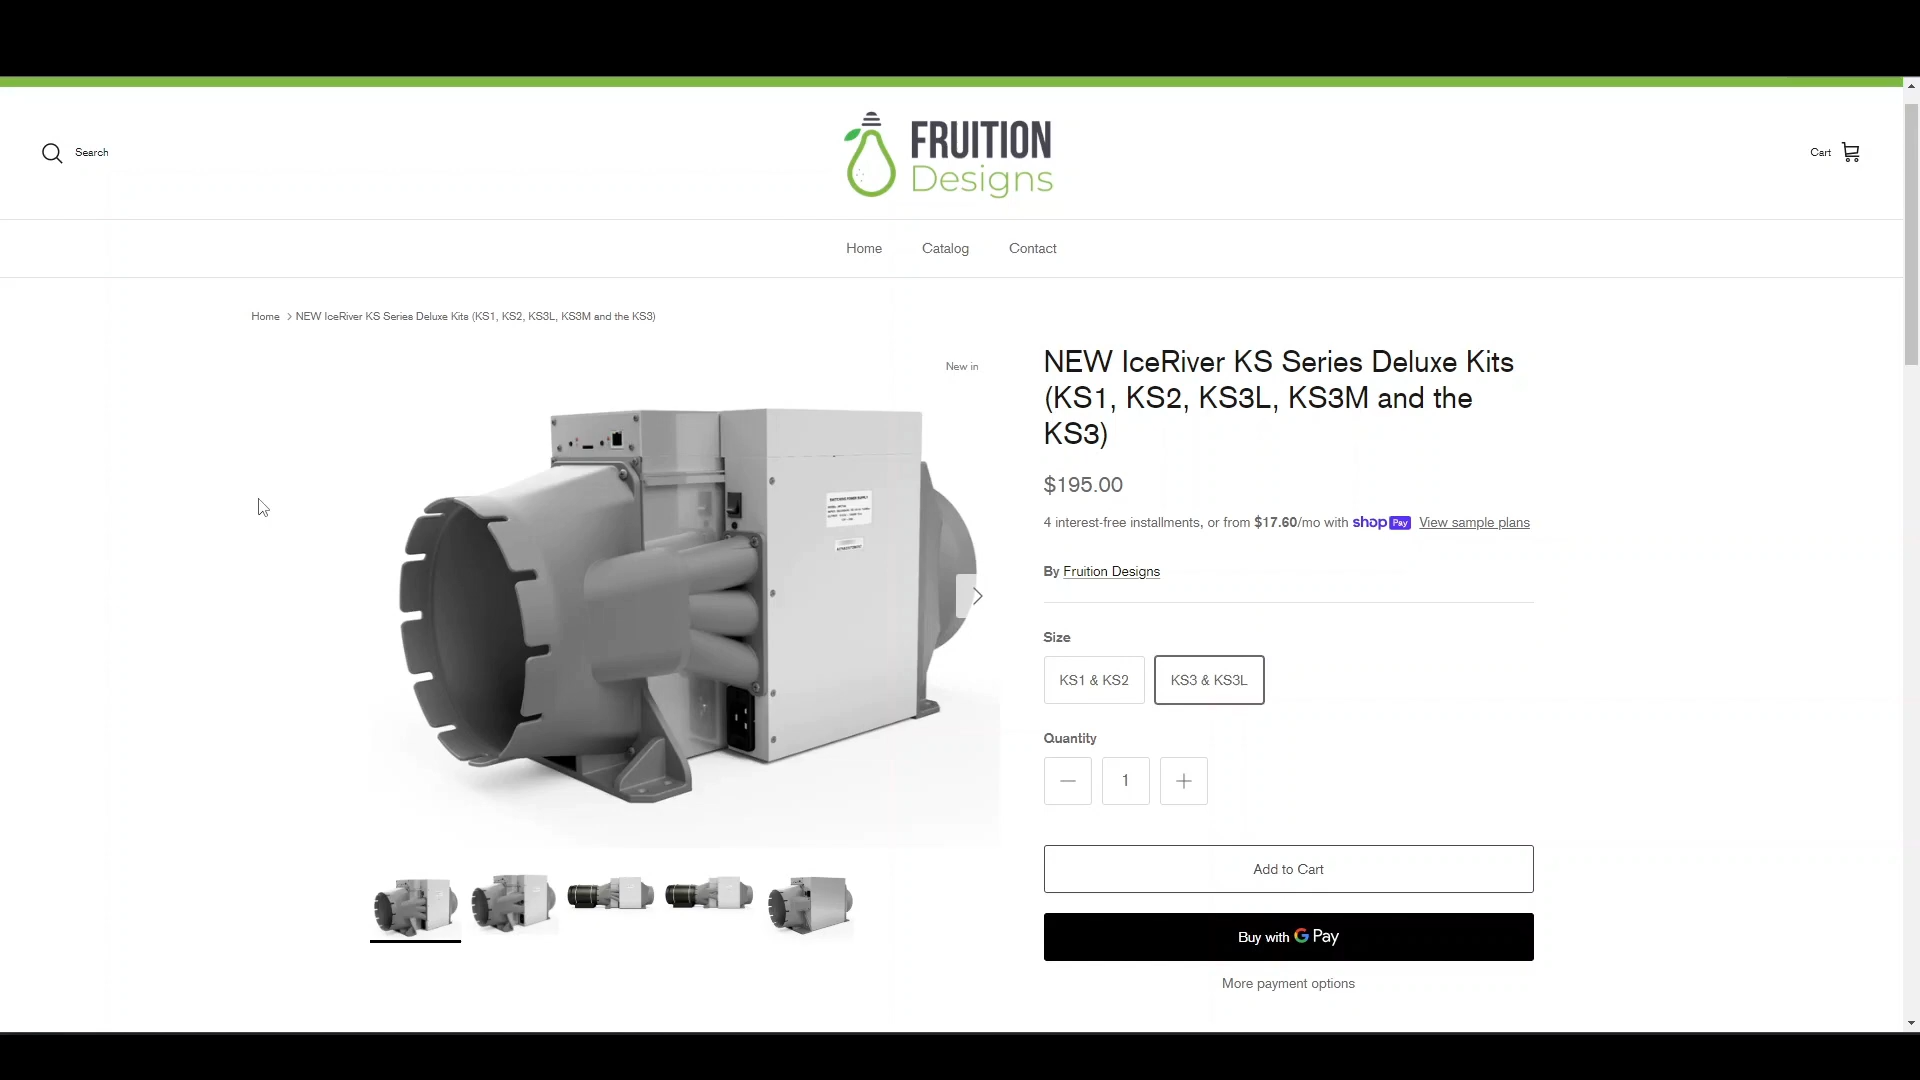 Search
FRUITION
Designs
Cart
Home
Catalog
Contact
Home > NEW IceRiver KS Series Deluxe Kits (KS1, KS2, KS3L, KS3M and the KS3)
New in
NEW IceRiver KS Series Deluxe Kits
(KS1, KS2, KS3L, KS3M and the
KS3)
$195.00
4 interest-free installments, or from $17.60/mo with shop Pay View sample plans
By Fruition Designs
Size
KS1 & KS2
KS3 & KS3L
Quantity
1
Add to Cart
Buy with G Pay
More payment options